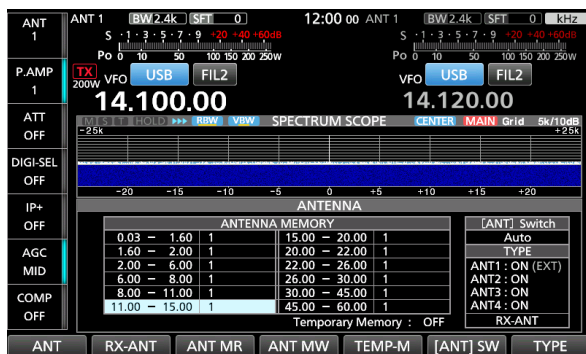 ANT 1 BW 2.4k SFT 0 12:00 00 ANT 1 BW 2.4k SFT 0 kHz
ANT
1
S ·1·3·5·7·9 +20 +40 +60dB
S ·1·3·5·7·9 +20 +40 +60dB
Po 0 10 50 100 150 200 250W
Po 0 10 50 100 150 200 250W
P.AMP
1
TX
200W VFO USB FIL2
VFO USB FIL2
14.100.00
14.120.00
ATT
OFF
MSIT HOLD RBW VBW SPECTRUM SCOPE CENTER MAIN Grid 5k/10dB
-25k +25k
DIGI-SEL
OFF
-20 -15 -10 -5 0 +5 +10 +15 +20
IP+
OFF
ANTENNA
ANTENNA MEMORY
0.03 – 1.60 1 15.00 – 20.00 1
1.60 – 2.00 1 20.00 – 22.00 1
2.00 – 6.00 1 22.00 – 26.00 1
6.00 – 8.00 1 26.00 – 30.00 1
8.00 – 11.00 1 30.00 – 45.00 1
11.00 – 15.00 1 45.00 – 60.00 1
Temporary Memory : OFF
[ANT] Switch
Auto
TYPE
ANT1 : ON (EXT)
ANT2 : ON
ANT3 : ON
ANT4 : ON
RX-ANT
AGC
MID
COMP
OFF
ANT RX-ANT ANT MR ANT MW TEMP-M [ANT] SW TYPE